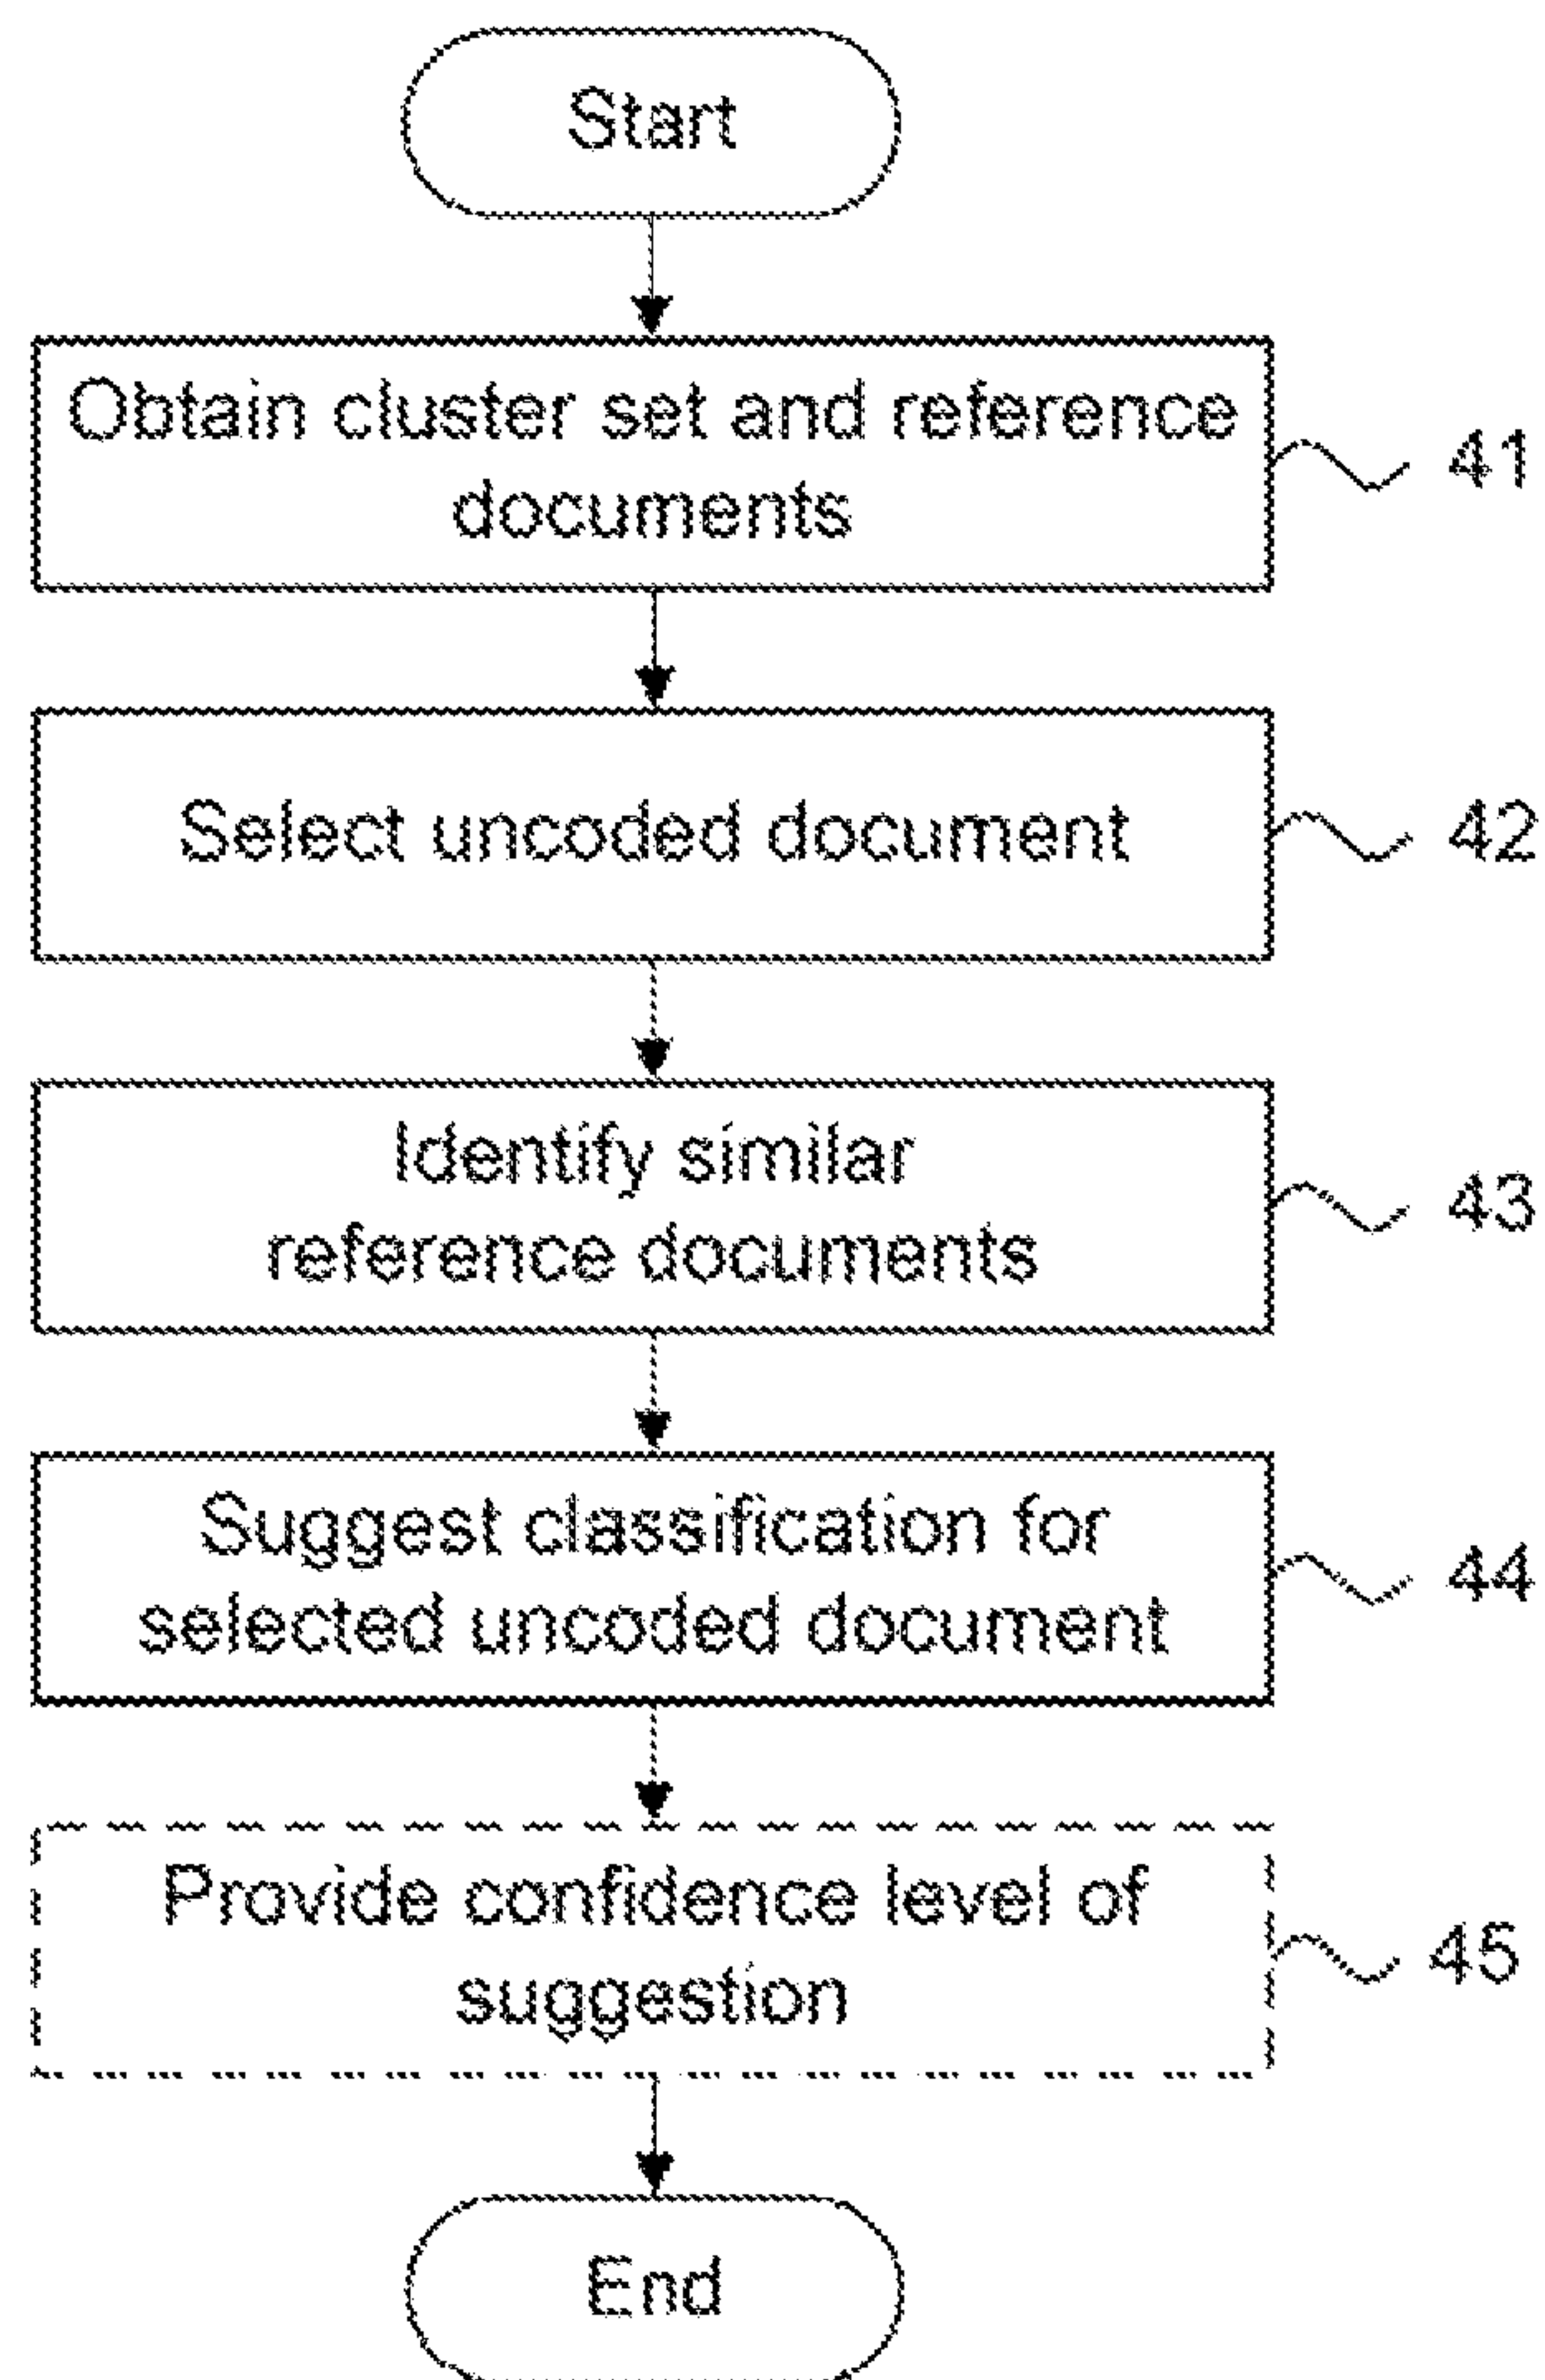 Start
Obtain cluster set and reference
documents
41
Select uncoded document
42
Identify similar
reference documents
43
Suggest classification for
selected uncoded document
44
Provide confidence level of
suggestion
45
End